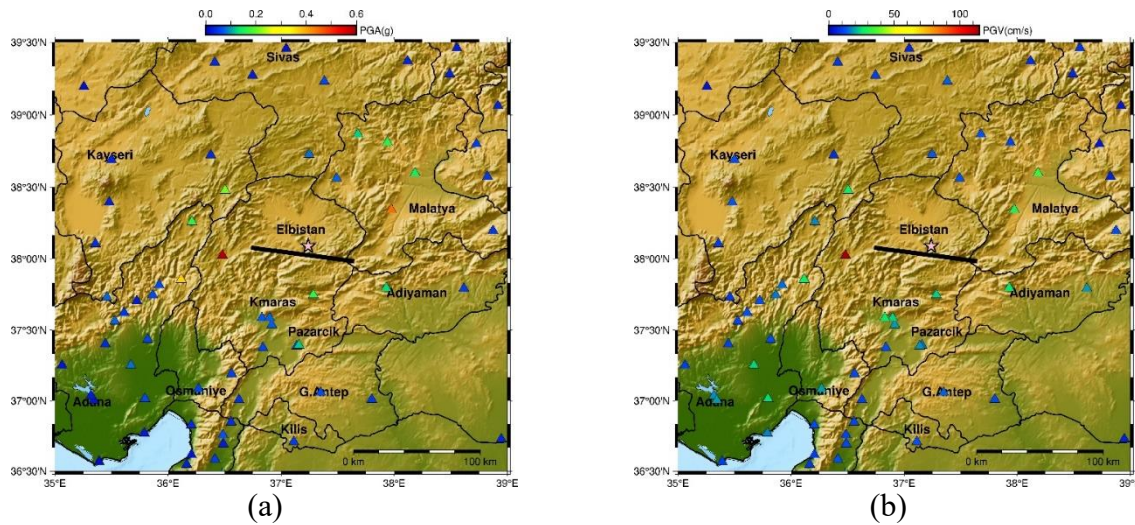 0.0 0.2 0.4 0.6
PGA(g)
39°30'N
39°00'N
38°30'N
38°00'N
37°30'N
37°00'N
36°30'N
Sivas
Kayseri
Malatya
Elbistan
Adiyaman
Kmaras
Pazarcik
Osmaniye
G.Antep
Adana
Kilis
0 km 100 km
35°E 36°E 37°E 38°E 39°E
(a)
0 50 100
PGV(cm/s)
39°30'N
39°00'N
38°30'N
38°00'N
37°30'N
37°00'N
36°30'N
Sivas
Kayseri
Malatya
Elbistan
Adiyaman
Kmaras
Pazarcik
Osmaniye
G.Antep
Adana
Kilis
0 km 100 km
35°E 36°E 37°E 38°E 39°
(b)